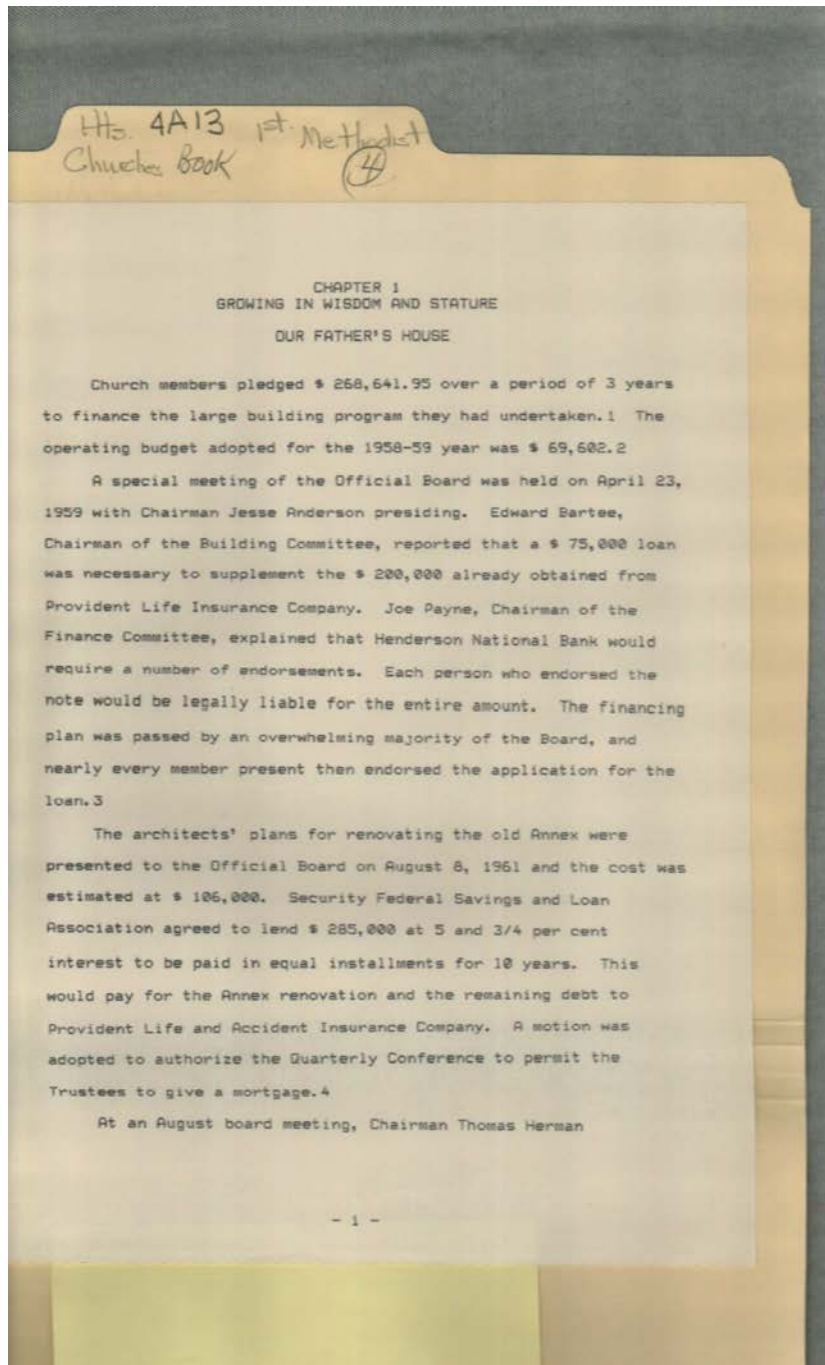 Hts. 4A13 1st. Methodist
Churches Book 4
CHAPTER 1
GROWING IN WISDOM AND STATURE
OUR FATHER'S HOUSE
Church members pledged $ 268,641.95 over a period of 3 years
to finance the large building program they had undertaken.1 The
operating budget adopted for the 1958-59 year was $ 69,602.2
A special meeting of the Official Board was held on April 23,
1959 with Chairman Jesse Anderson presiding. Edward Bartee,
Chairman of the Building Committee, reported that a $ 75,000 loan
was necessary to supplement the $ 200,000 already obtained from
Provident Life Insurance Company. Joe Payne, Chairman of the
Finance Committee, explained that Henderson National Bank would
require a number of endorsements. Each person who endorsed the
note would be legally liable for the entire amount. The financing
plan was passed by an overwhelming majority of the Board, and
nearly every member present then endorsed the application for the
loan.3
The architects' plans for renovating the old Annex were
presented to the Official Board on August 8, 1961 and the cost was
estimated at $ 106,000. Security Federal Savings and Loan
Association agreed to lend $ 285,000 at 5 and 3/4 per cent
interest to be paid in equal installments for 10 years. This
would pay for the Annex renovation and the remaining debt to
Provident Life and Accident Insurance Company. A motion was
adopted to authorize the Quarterly Conference to permit the
Trustees to give a mortgage.4
At an August board meeting, Chairman Thomas Herman
- 1 -